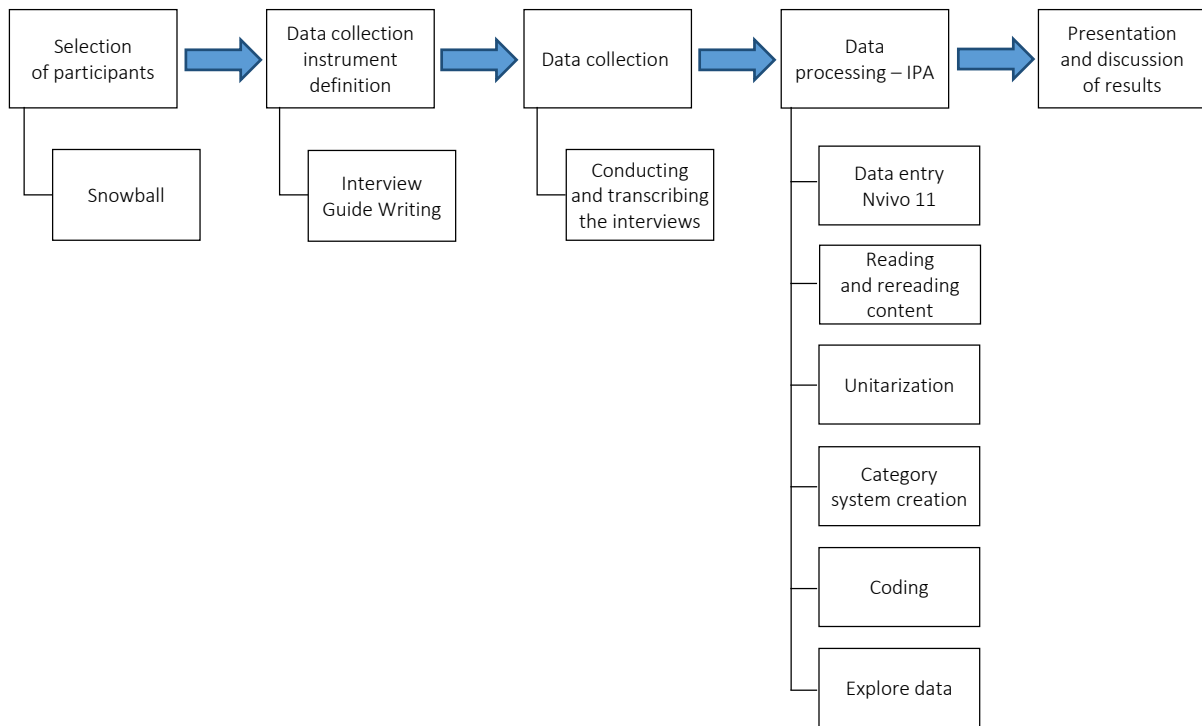 Selection
of participants
Data collection
instrument
definition
Data collection
Data
processing – IPA
Presentation
and discussion
of results
Snowball
Interview
Guide Writing
Conducting
and transcribing
the interviews
Data entry
Nvivo 11
Reading
and rereading
content
Unitarization
Category
system creation
Coding
Explore data